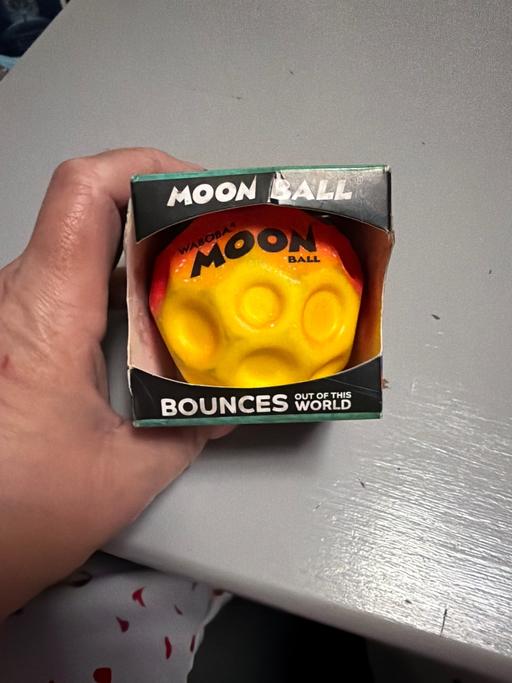 MOON BALL
WABOBA®
MOON
BALL
BOUNCES OUT OF THIS WORLD